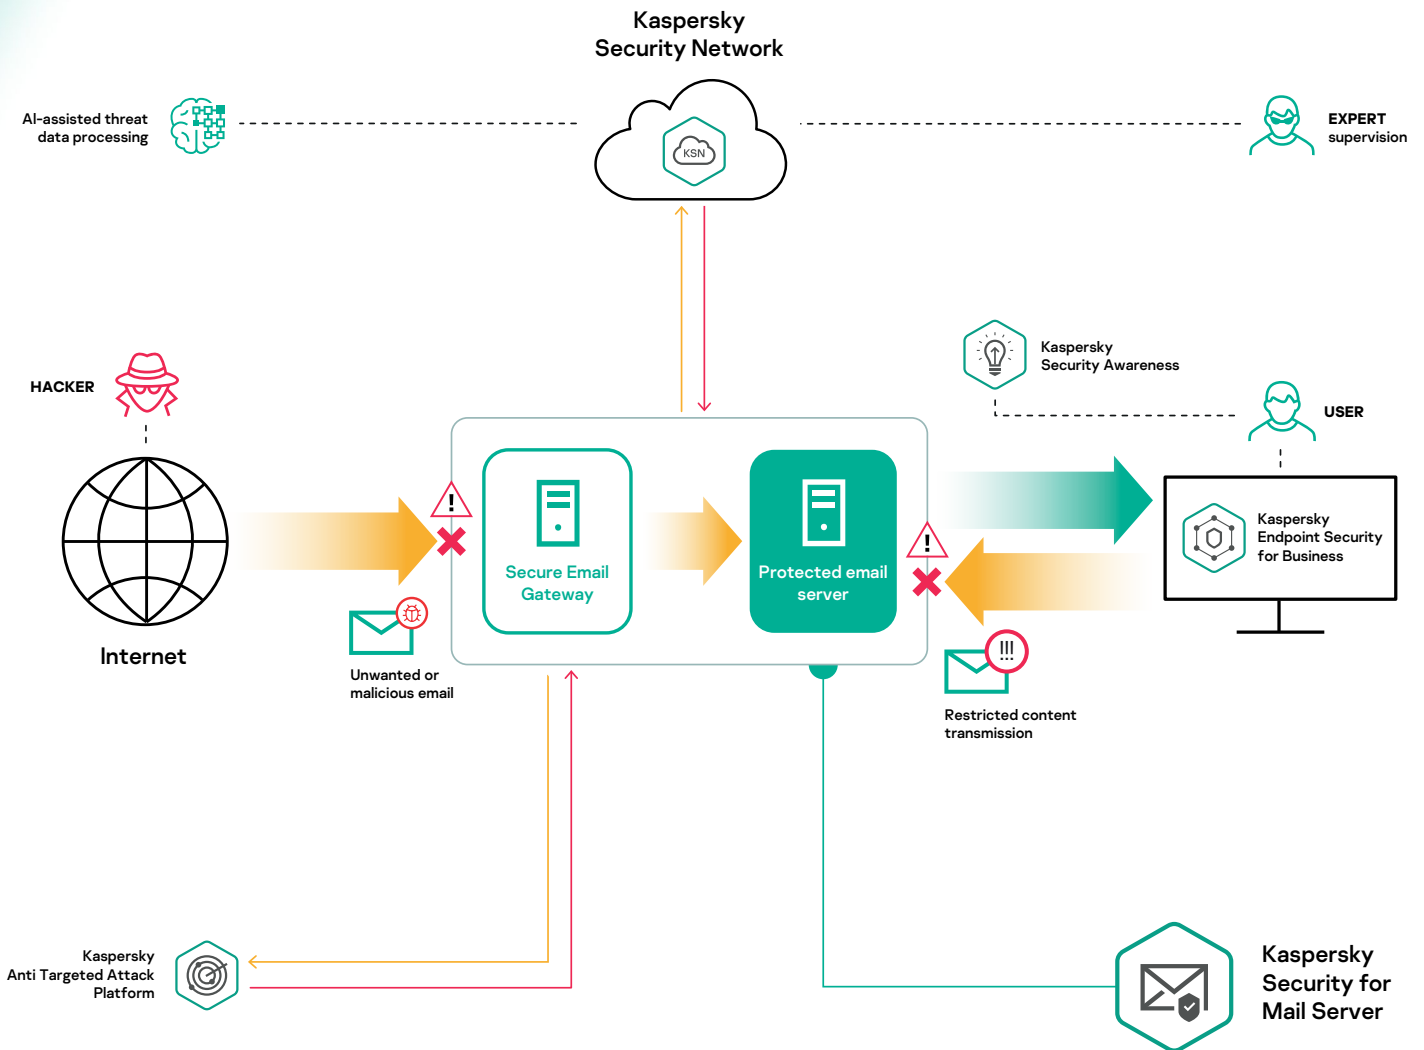 Kaspersky
Security Network
AI-assisted threat
data processing
KSN
EXPERT
supervision
HACKER
Kaspersky
Security Awareness
USER
!
Secure Email
Gateway
Protected email
server
!
Kaspersky
Endpoint Security
for Business
Internet
Unwanted or
malicious email
!!!
Restricted content
transmission
Kaspersky
Anti Targeted Attack
Platform
Kaspersky
Security for
Mail Server